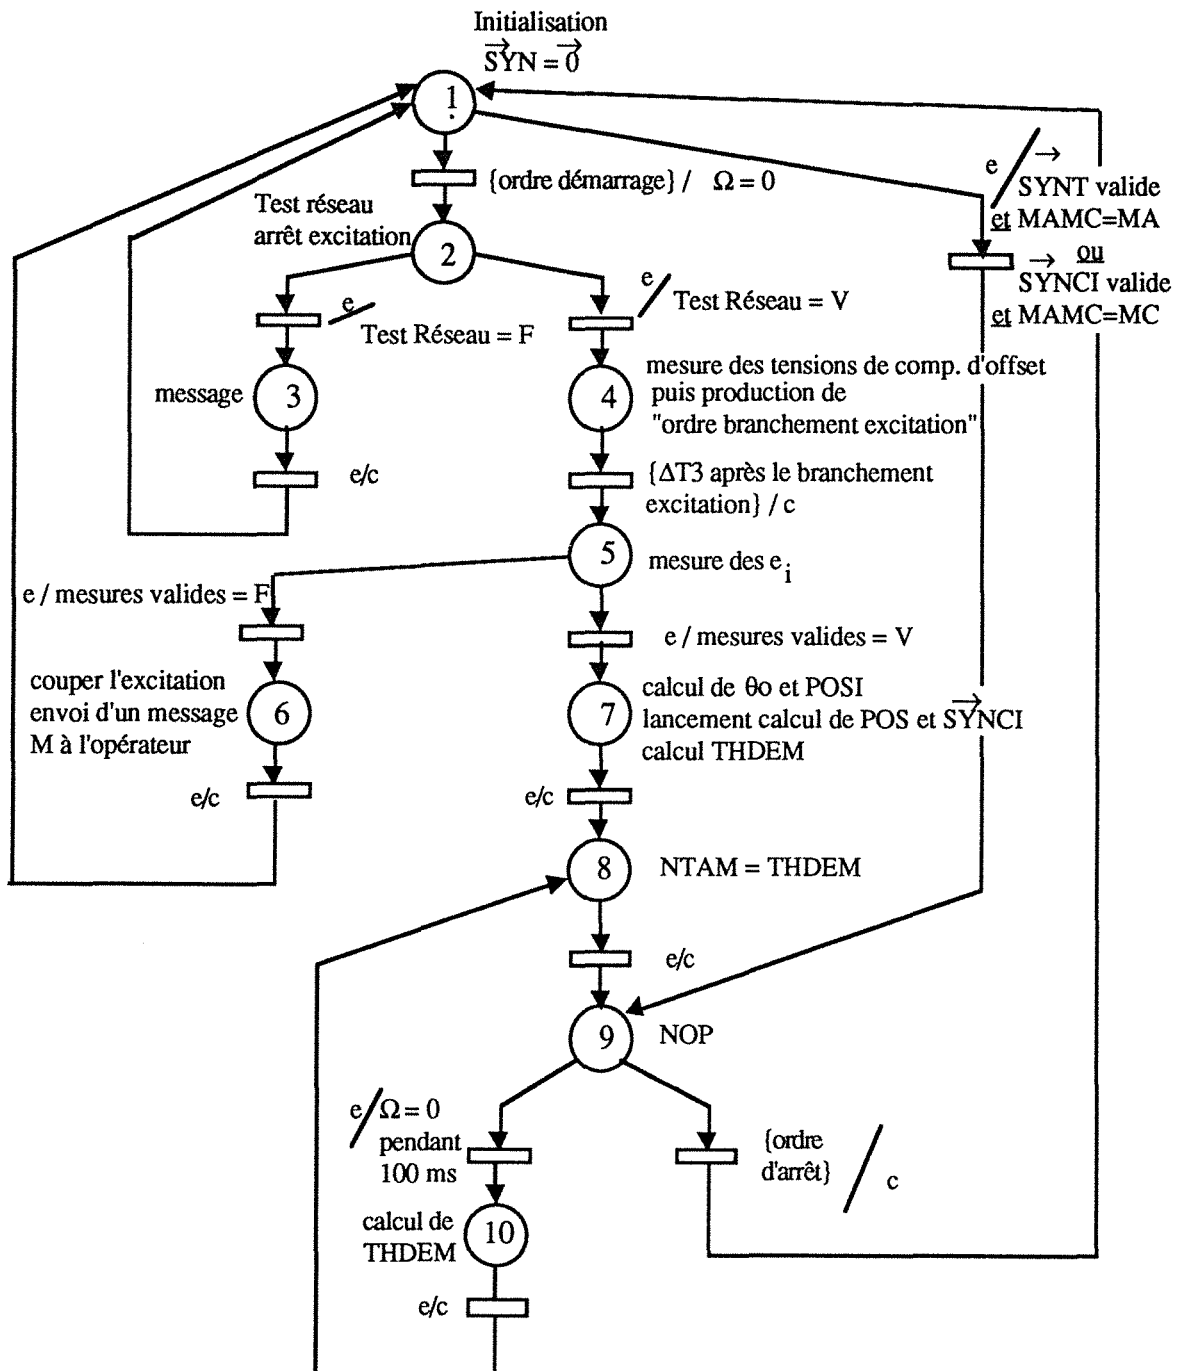 Initialisation
SYN = 0
1
{ordre démarrage} / Ω = 0
e / SYNT valide
et MAMC=MA
ou
SYNCI valide
et MAMC=MC
Test réseau
arrêt excitation
2
e / Test Réseau = F
e / Test Réseau = V
message
3
4
mesure des tensions de comp. d'offset
puis production de
"ordre branchement excitation"
e/c
{ΔT3 après le branchement
excitation} / c
5
mesure des e i
e / mesures valides = F
e / mesures valides = V
couper l'excitation
envoi d'un message
M à l'opérateur
6
7
calcul de θo et POSI
lancement calcul de POS et SYNCI
calcul THDEM
e/c
e/c
8
NTAM = THDEM
e/c
9
NOP
e / Ω = 0
pendant
100 ms
{ordre
d'arrêt} / c
calcul de
THDEM
10
e/c